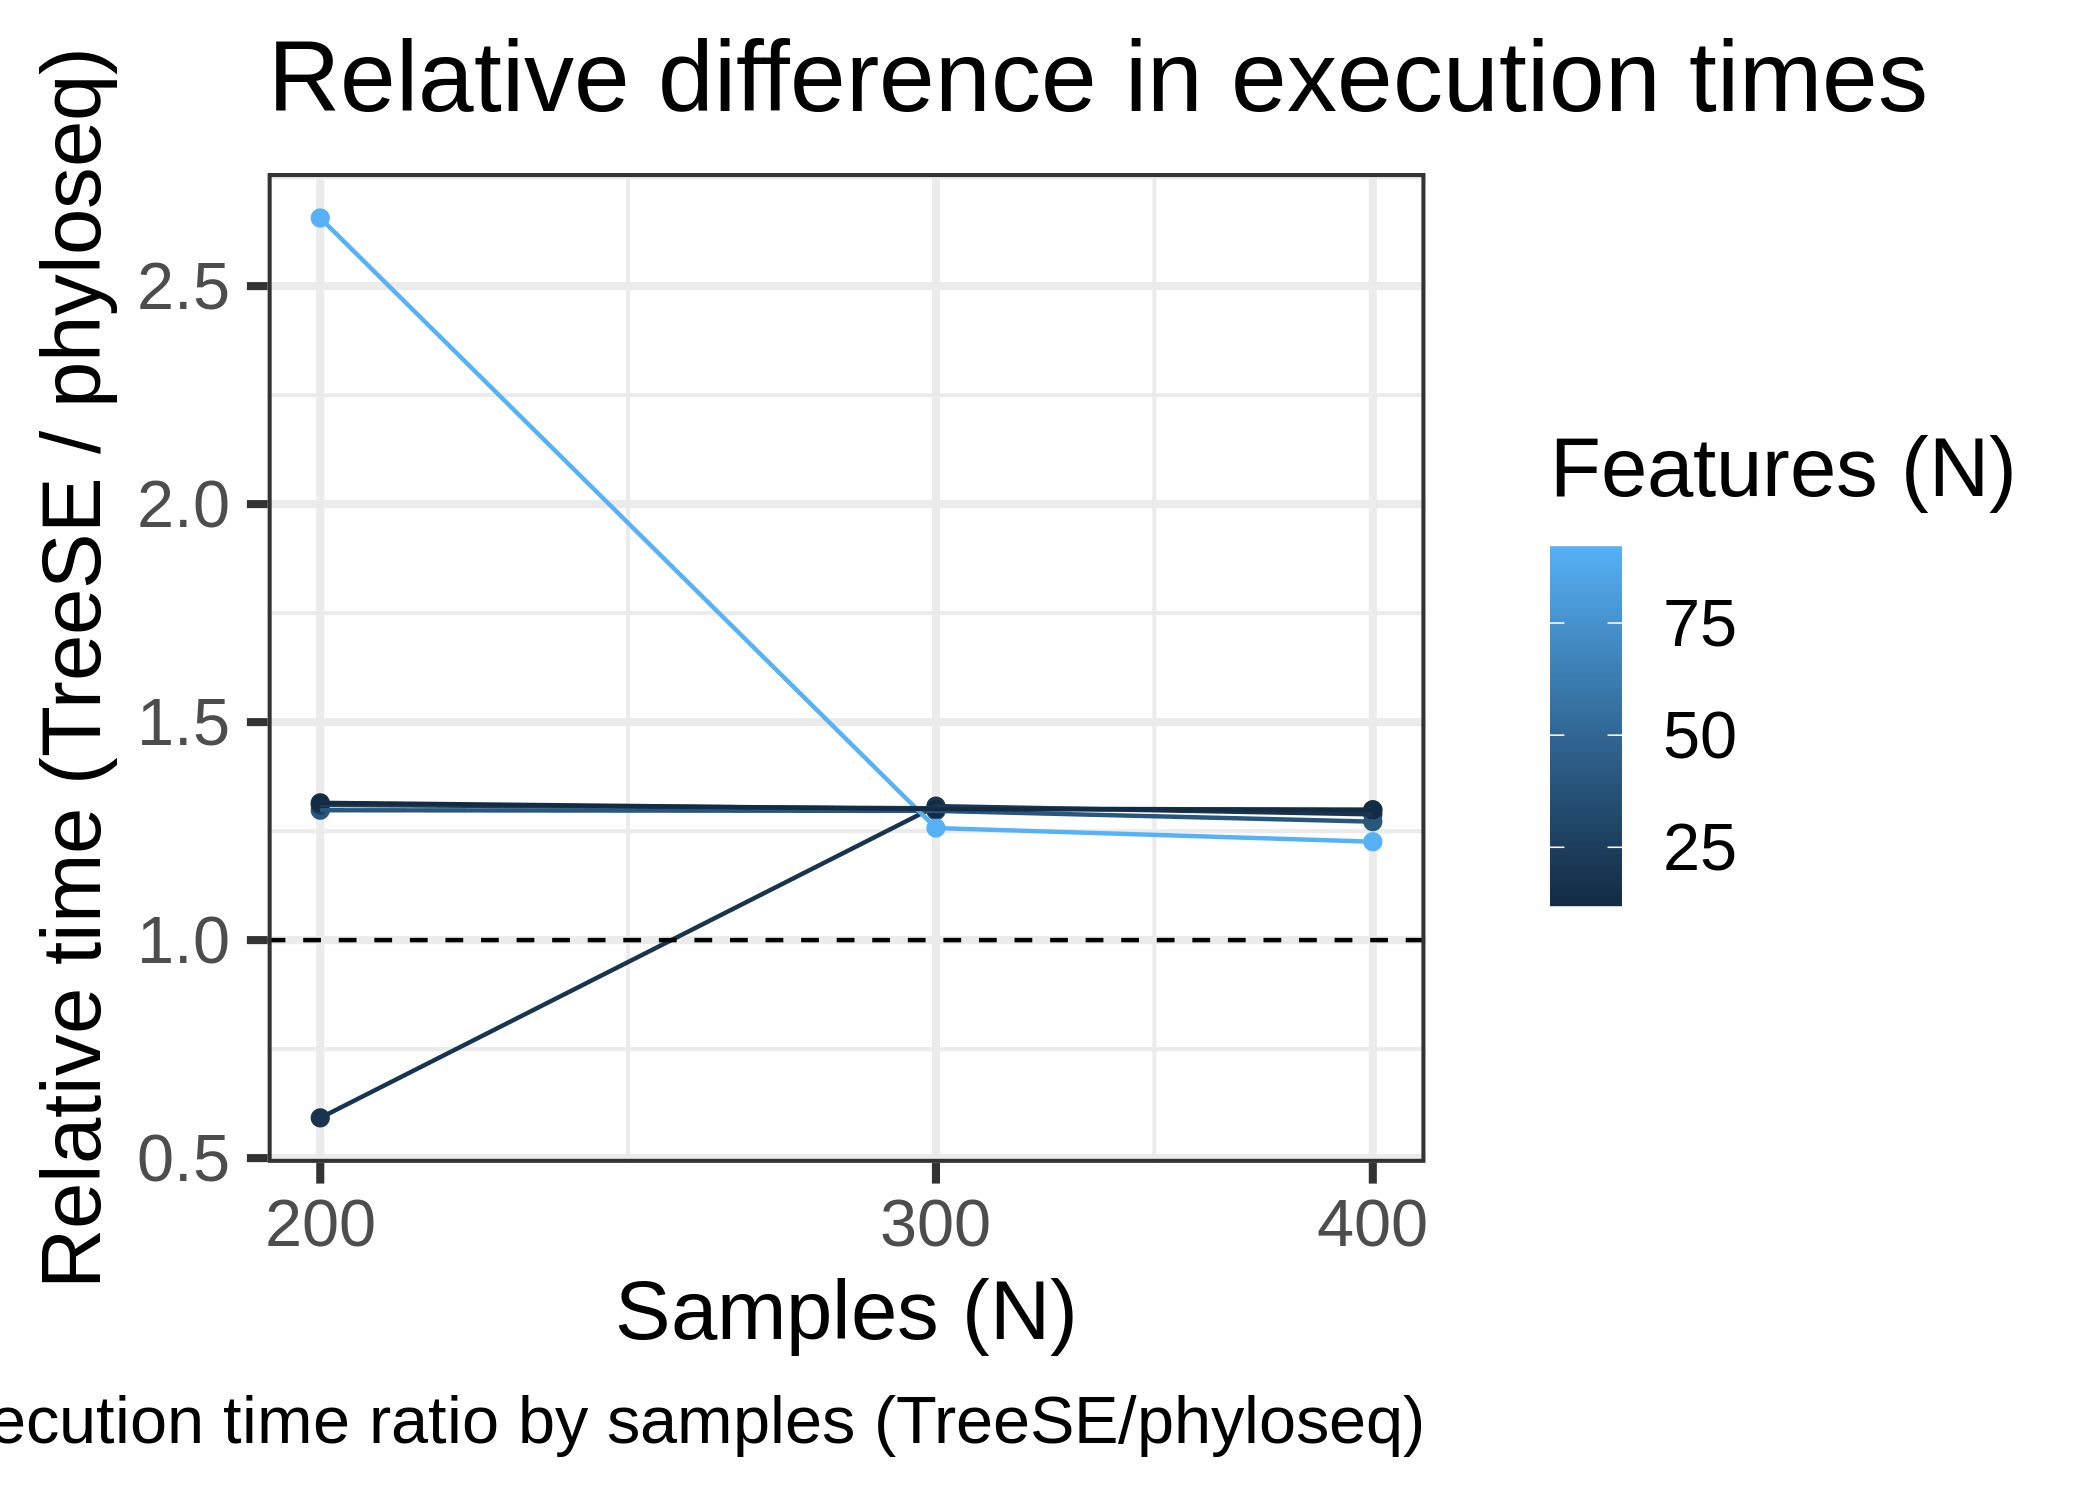 Relative difference in execution times
Relative time (TreeSE / phyloseq)
2.5
2.0
1.5
1.0
0.5
200 300 400
Samples (N)
Features (N)
75
50
25
ecution time ratio by samples (TreeSE/phyloseq)